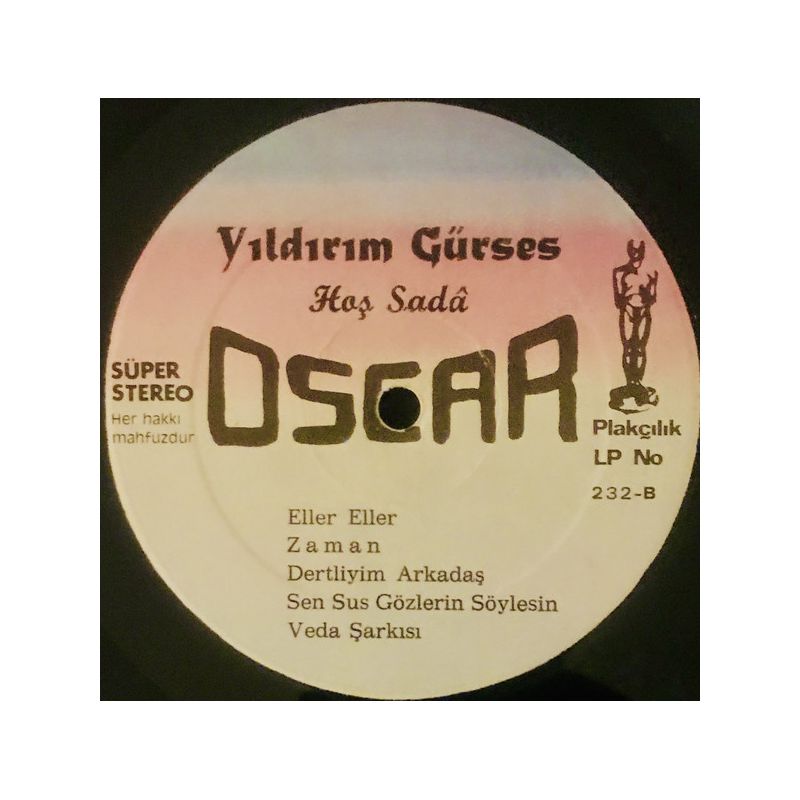 Yıldırım Gürses
Hoş Sadâ
OSCAR
SÜPER
STEREO
Her hakkı
mahfuzdur
Plakçılık
LP No
232-B
Eller Eller
Zaman
Dertliyim Arkadaş
Sen Sus Gözlerin Söylesin
Veda Şarkısı